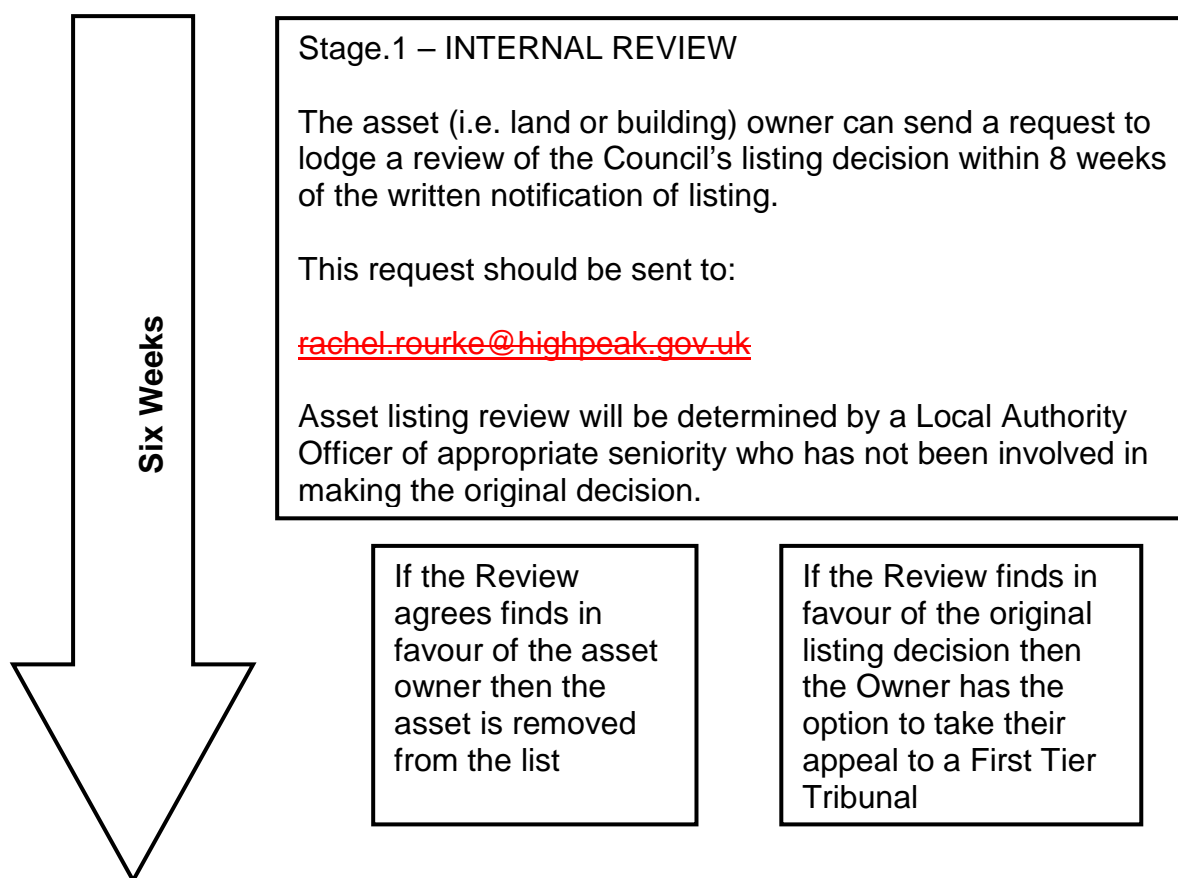 Stage.1 – INTERNAL REVIEW
The asset (i.e. land or building) owner can send a request to
lodge a review of the Council's listing decision within 8 weeks
of the written notification of listing.
This request should be sent to:
rachel.rourke@highpeak.gov.uk
Asset listing review will be determined by a Local Authority
Officer of appropriate seniority who has not been involved in
making the original decision.
Six Weeks
If the Review
agrees finds in
favour of the asset
owner then the
asset is removed
from the list
If the Review finds in
favour of the original
listing decision then
the Owner has the
option to take their
appeal to a First Tier
Tribunal